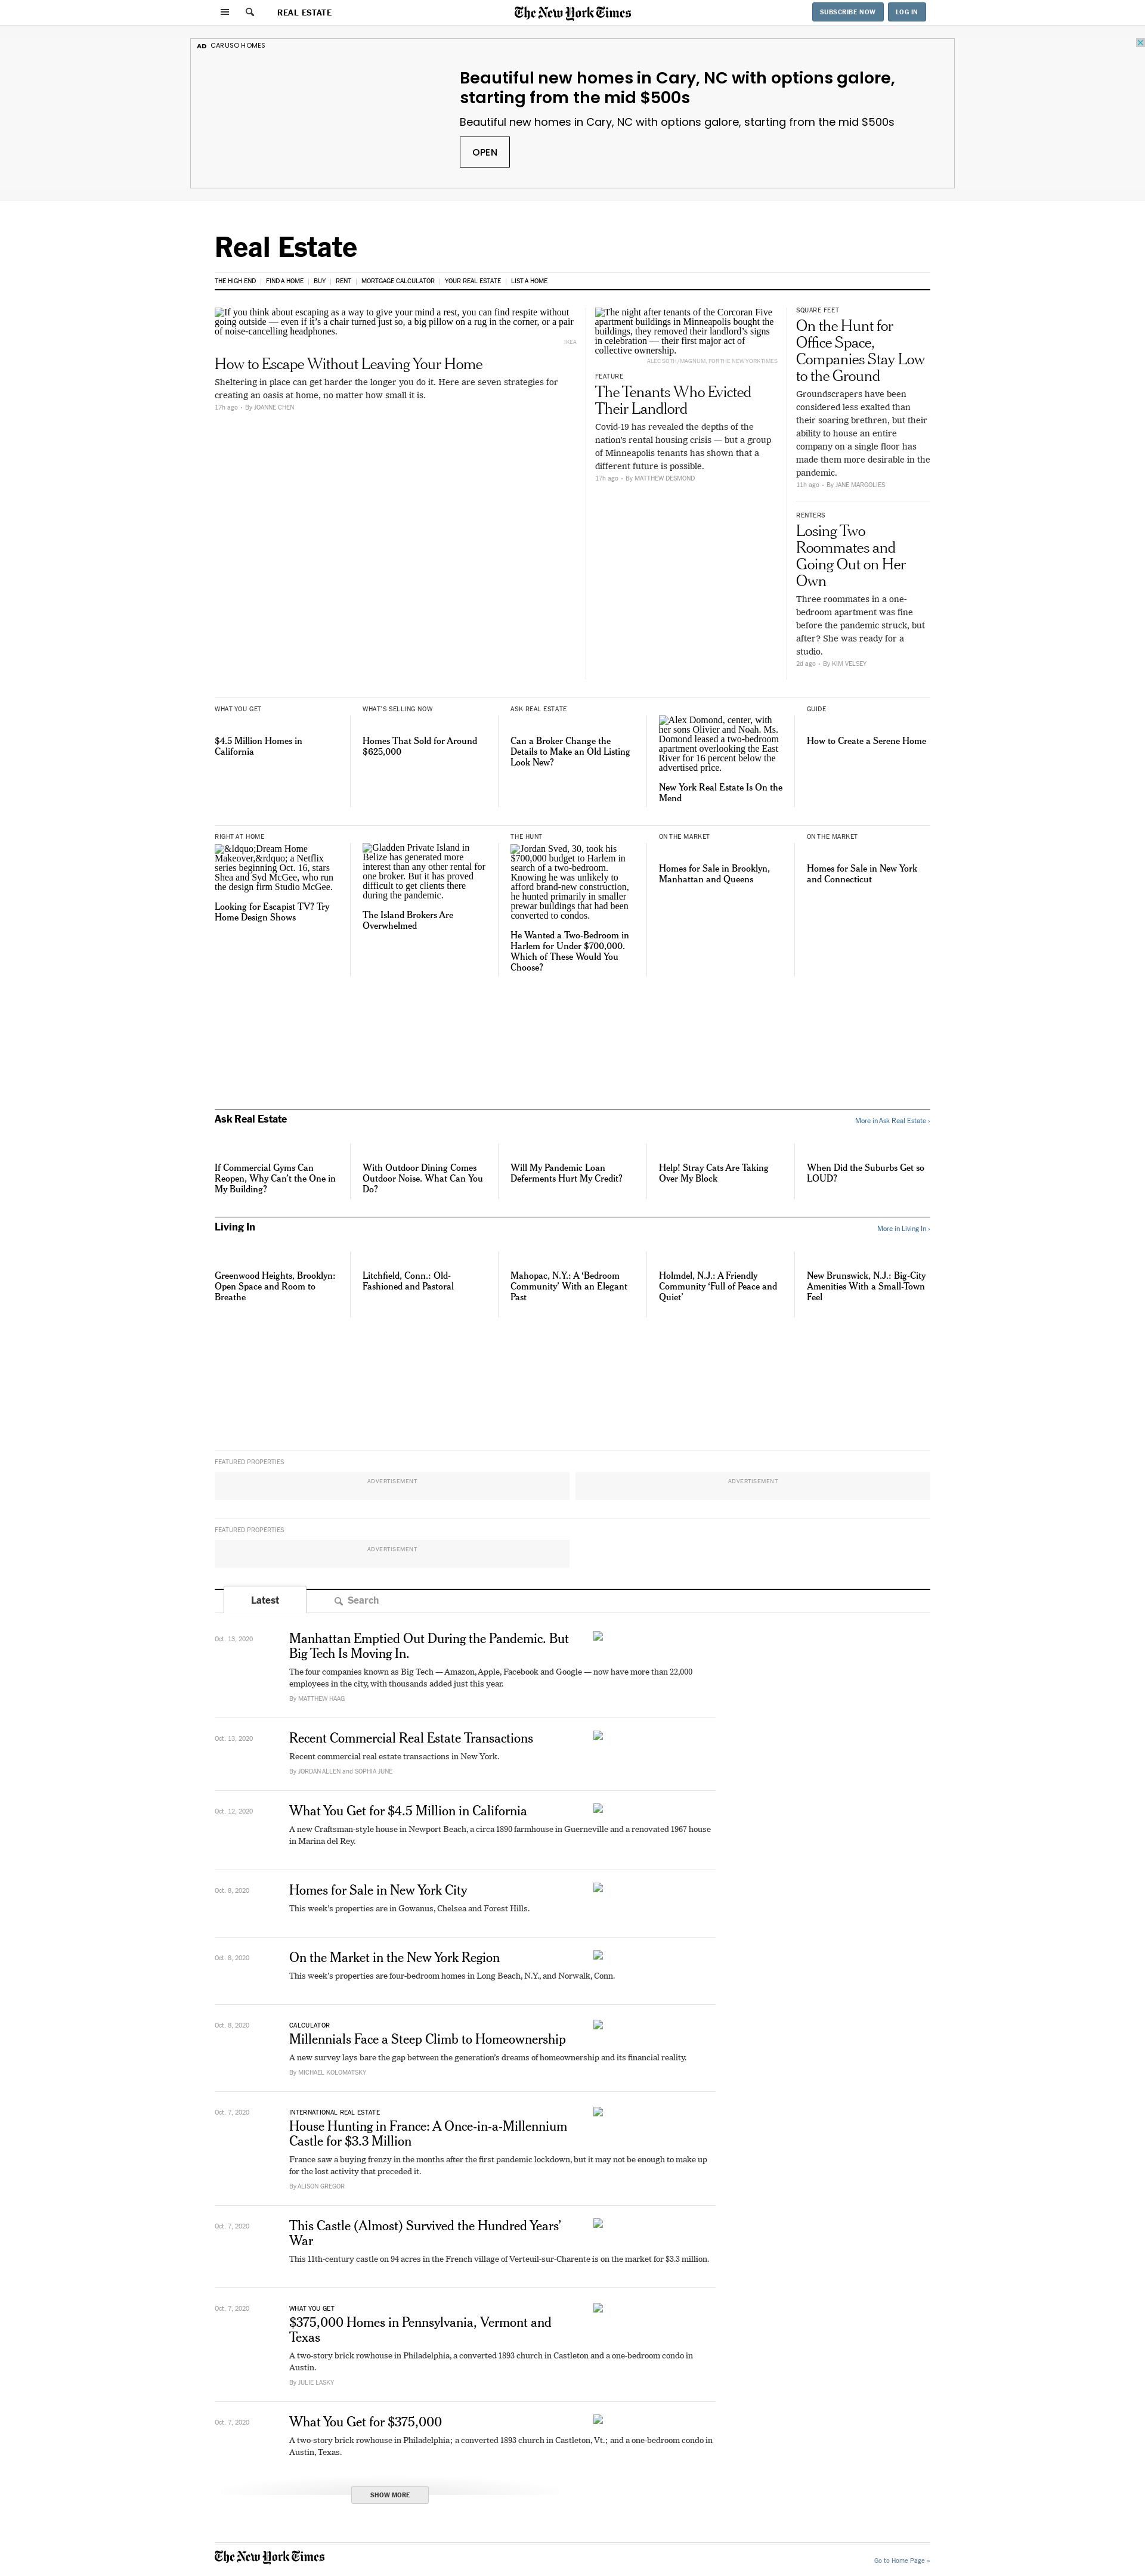 REAL ESTATE
The New York Times
SUBSCRIBE NOW
LOG IN
AD CARUSO HOMES
Beautiful new homes in Cary, NC with options galore,
starting from the mid $500s
Beautiful new homes in Cary, NC with options galore, starting from the mid $500s
OPEN
Real Estate
THE HIGH END | FIND A HOME | BUY | RENT | MORTGAGE CALCULATOR | YOUR REAL ESTATE | LIST A HOME
If you think about escaping as a way to give your mind a rest, you can find respite without
going outside — even if it's a chair turned just so, a big pillow on a rug in the corner, or a pair
of noise-cancelling headphones.
IKEA
How to Escape Without Leaving Your Home
Sheltering in place can get harder the longer you do it. Here are seven strategies for
creating an oasis at home, no matter how small it is.
17h ago • By JOANNE CHEN
The night after tenants of the Corcoran Five
apartment buildings in Minneapolis bought the
buildings, they removed their landlord's signs
in celebration — their first major act of
collective ownership.
ALEC SOTH/MAGNUM, FOR THE NEW YORK TIMES
FEATURE
The Tenants Who Evicted
Their Landlord
Covid-19 has revealed the depths of the
nation's rental housing crisis — but a group
of Minneapolis tenants has shown that a
different future is possible.
17h ago • By MATTHEW DESMOND
SQUARE FEET
On the Hunt for
Office Space,
Companies Stay Low
to the Ground
Groundscrapers have been
considered less exalted than
their soaring brethren, but their
ability to house an entire
company on a single floor has
made them more desirable in the
pandemic.
11h ago • By JANE MARGOLIES
RENTERS
Losing Two
Roommates and
Going Out on Her
Own
Three roommates in a one-
bedroom apartment was fine
before the pandemic struck, but
after? She was ready for a
studio.
2d ago • By KIM VELSEY
WHAT YOU GET
$4.5 Million Homes in
California
WHAT'S SELLING NOW
Homes That Sold for Around
$625,000
ASK REAL ESTATE
Can a Broker Change the
Details to Make an Old Listing
Look New?
Alex Domond, center, with
her sons Olivier and Noah. Ms.
Domond leased a two-bedroom
apartment overlooking the East
River for 16 percent below the
advertised price.
New York Real Estate Is On the
Mend
GUIDE
How to Create a Serene Home
RIGHT AT HOME
&ldquo;Dream Home
Makeover,&rdquo; a Netflix
series beginning Oct. 16, stars
Shea and Syd McGee, who run
the design firm Studio McGee.
Looking for Escapist TV? Try
Home Design Shows
Gladden Private Island in
Belize has generated more
interest than any other rental for
one broker. But it has proved
difficult to get clients there
during the pandemic.
The Island Brokers Are
Overwhelmed
THE HUNT
Jordan Sved, 30, took his
$700,000 budget to Harlem in
search of a two-bedroom.
Knowing he was unlikely to
afford brand-new construction,
he hunted primarily in smaller
prewar buildings that had been
converted to condos.
He Wanted a Two-Bedroom in
Harlem for Under $700,000.
Which of These Would You
Choose?
ON THE MARKET
Homes for Sale in Brooklyn,
Manhattan and Queens
ON THE MARKET
Homes for Sale in New York
and Connecticut
Ask Real Estate
More in Ask Real Estate ›
If Commercial Gyms Can
Reopen, Why Can't the One in
My Building?
With Outdoor Dining Comes
Outdoor Noise. What Can You
Do?
Will My Pandemic Loan
Deferments Hurt My Credit?
Help! Stray Cats Are Taking
Over My Block
When Did the Suburbs Get so
LOUD?
Living In
More in Living In ›
Greenwood Heights, Brooklyn:
Open Space and Room to
Breathe
Litchfield, Conn.: Old-
Fashioned and Pastoral
Mahopac, N.Y.: A ‘Bedroom
Community’ With an Elegant
Past
Holmdel, N.J.: A Friendly
Community ‘Full of Peace and
Quiet’
New Brunswick, N.J.: Big-City
Amenities With a Small-Town
Feel
FEATURED PROPERTIES
ADVERTISEMENT
ADVERTISEMENT
FEATURED PROPERTIES
ADVERTISEMENT
Latest
Search
Oct. 13, 2020
Manhattan Emptied Out During the Pandemic. But
Big Tech Is Moving In.
The four companies known as Big Tech — Amazon, Apple, Facebook and Google — now have more than 22,000
employees in the city, with thousands added just this year.
By MATTHEW HAAG
Oct. 13, 2020
Recent Commercial Real Estate Transactions
Recent commercial real estate transactions in New York.
By JORDAN ALLEN and SOPHIA JUNE
Oct. 12, 2020
What You Get for $4.5 Million in California
A new Craftsman-style house in Newport Beach, a circa 1890 farmhouse in Guerneville and a renovated 1967 house
in Marina del Rey.
Oct. 8, 2020
Homes for Sale in New York City
This week's properties are in Gowanus, Chelsea and Forest Hills.
Oct. 8, 2020
On the Market in the New York Region
This week's properties are four-bedroom homes in Long Beach, N.Y., and Norwalk, Conn.
Oct. 8, 2020
CALCULATOR
Millennials Face a Steep Climb to Homeownership
A new survey lays bare the gap between the generation's dreams of homeownership and its financial reality.
By MICHAEL KOLOMATSKY
Oct. 7, 2020
INTERNATIONAL REAL ESTATE
House Hunting in France: A Once-in-a-Millennium
Castle for $3.3 Million
France saw a buying frenzy in the months after the first pandemic lockdown, but it may not be enough to make up
for the lost activity that preceded it.
By ALISON GREGOR
Oct. 7, 2020
This Castle (Almost) Survived the Hundred Years’
War
This 11th-century castle on 94 acres in the French village of Verteuil-sur-Charente is on the market for $3.3 million.
Oct. 7, 2020
WHAT YOU GET
$375,000 Homes in Pennsylvania, Vermont and
Texas
A two-story brick rowhouse in Philadelphia, a converted 1893 church in Castleton and a one-bedroom condo in
Austin.
By JULIE LASKY
Oct. 7, 2020
What You Get for $375,000
A two-story brick rowhouse in Philadelphia; a converted 1893 church in Castleton, Vt.; and a one-bedroom condo in
Austin, Texas.
SHOW MORE
The New York Times
Go to Home Page »